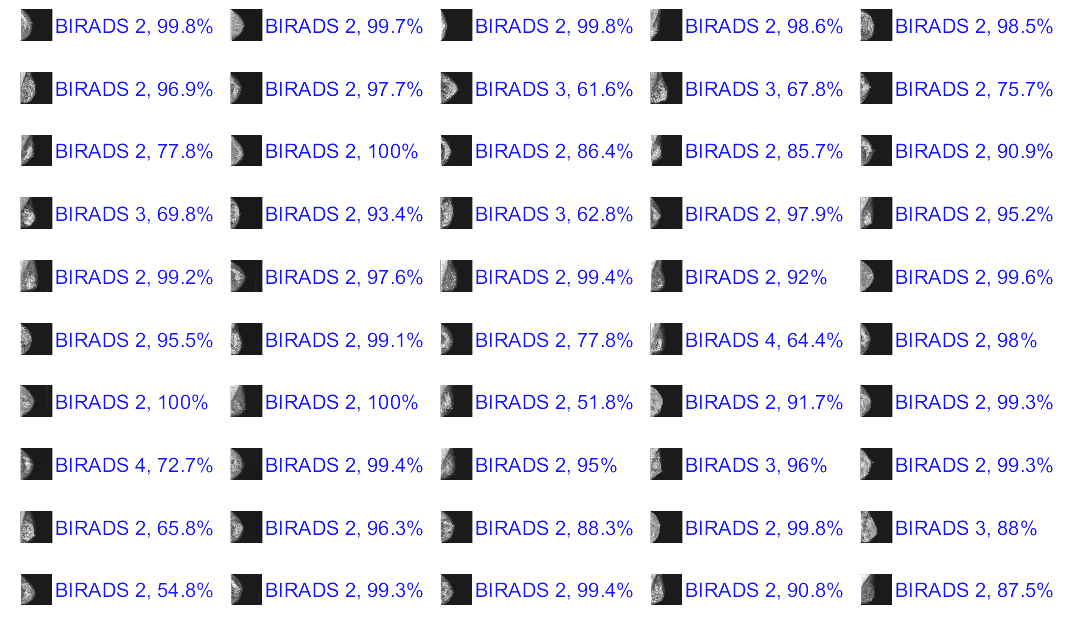 BIRADS 2, 99.8% BIRADS 2, 99.7% BIRADS 2, 99.8% BIRADS 2, 98.6% BIRADS 2, 98.5%
BIRADS 2, 96.9% BIRADS 2, 97.7% BIRADS 3, 61.6% BIRADS 3, 67.8% BIRADS 2, 75.7%
BIRADS 2, 77.8% BIRADS 2, 100% BIRADS 2, 86.4% BIRADS 2, 85.7% BIRADS 2, 90.9%
BIRADS 3, 69.8% BIRADS 2, 93.4% BIRADS 3, 62.8% BIRADS 2, 97.9% BIRADS 2, 95.2%
BIRADS 2, 99.2% BIRADS 2, 97.6% BIRADS 2, 99.4% BIRADS 2, 92% BIRADS 2, 99.6%
BIRADS 2, 95.5% BIRADS 2, 99.1% BIRADS 2, 77.8% BIRADS 4, 64.4% BIRADS 2, 98%
BIRADS 2, 100% BIRADS 2, 100% BIRADS 2, 51.8% BIRADS 2, 91.7% BIRADS 2, 99.3%
BIRADS 4, 72.7% BIRADS 2, 99.4% BIRADS 2, 95% BIRADS 3, 96% BIRADS 2, 99.3%
BIRADS 2, 65.8% BIRADS 2, 96.3% BIRADS 2, 88.3% BIRADS 2, 99.8% BIRADS 3, 88%
BIRADS 2, 54.8% BIRADS 2, 99.3% BIRADS 2, 99.4% BIRADS 2, 90.8% BIRADS 2, 87.5%